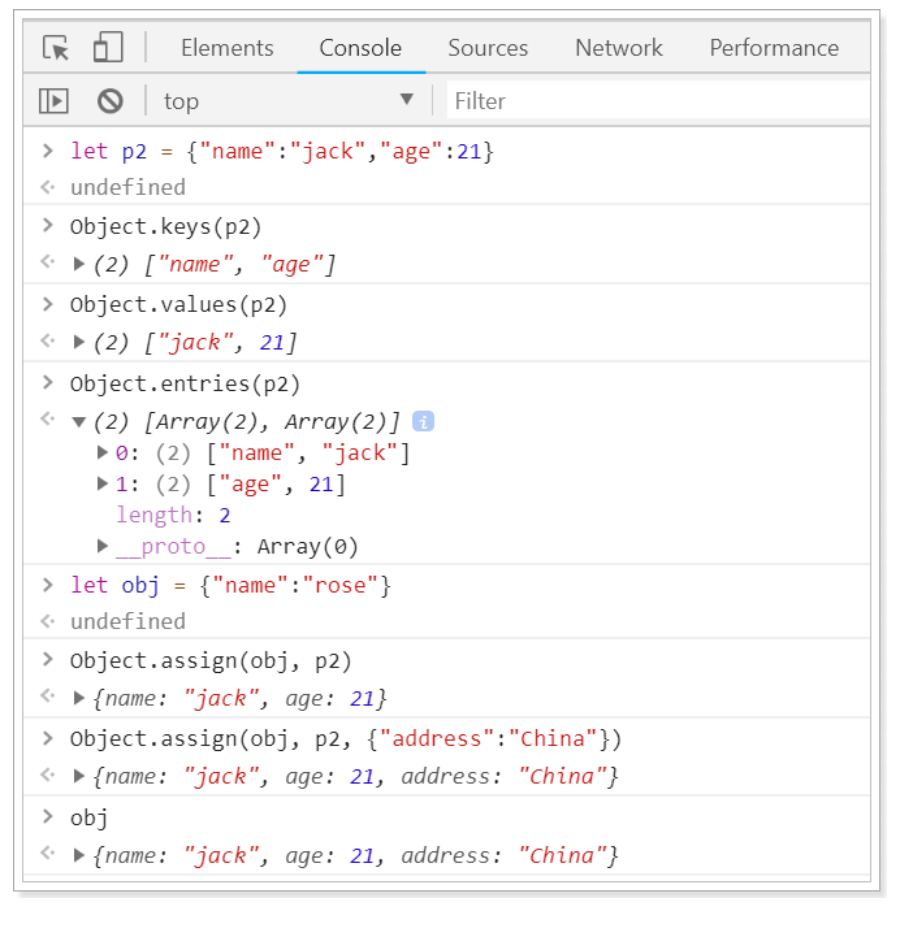 Elements Console Sources Network Performance
top Filter
let p2 = {"name":"jack","age":21}
undefined
Object.keys(p2)
(2) ["name", "age"]
Object.values(p2)
(2) ["jack", 21]
Object.entries(p2)
(2) [Array(2), Array(2)] i
0: (2) ["name", "jack"]
1: (2) ["age", 21]
length: 2
__proto__: Array(0)
let obj = {"name":"rose"}
undefined
Object.assign(obj, p2)
{name: "jack", age: 21}
Object.assign(obj, p2, {"address":"China"})
{name: "jack", age: 21, address: "China"}
obj
{name: "jack", age: 21, address: "China"}